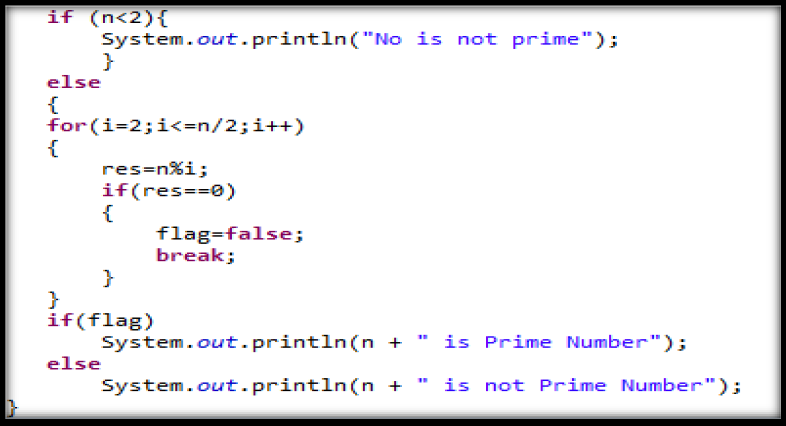 if (n<2){
System.out.println("No is not prime");
}
else
{
for(i=2;i<=n/2;i++)
{
res=n%i;
if(res==0)
{
flag=false;
break;
}
}
if(flag)
System.out.println(n + " is Prime Number");
else
System.out.println(n + " is not Prime Number");
}